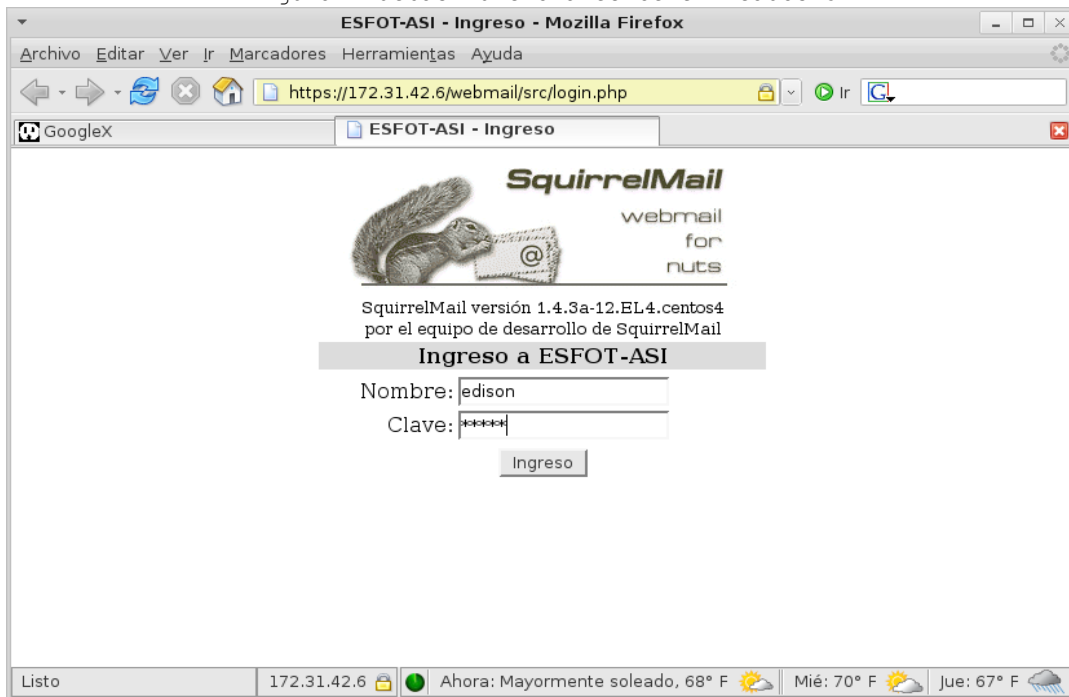 ESFOT-ASI - Ingreso - Mozilla Firefox
Archivo Editar Ver Ir Marcadores Herramientas Ayuda
https://172.31.42.6/webmail/src/login.php Ir G
GoogleX ESFOT-ASI - Ingreso
SquirrelMail
webmail
for
nuts
@
SquirrelMail versión 1.4.3a-12.EL4.centos4
por el equipo de desarrollo de SquirrelMail
Ingreso a ESFOT-ASI
Nombre: edison
Clave: *****
Ingreso
Listo 172.31.42.6 Ahora: Mayormente soleado, 68° F Mié: 70° F Jue: 67° F